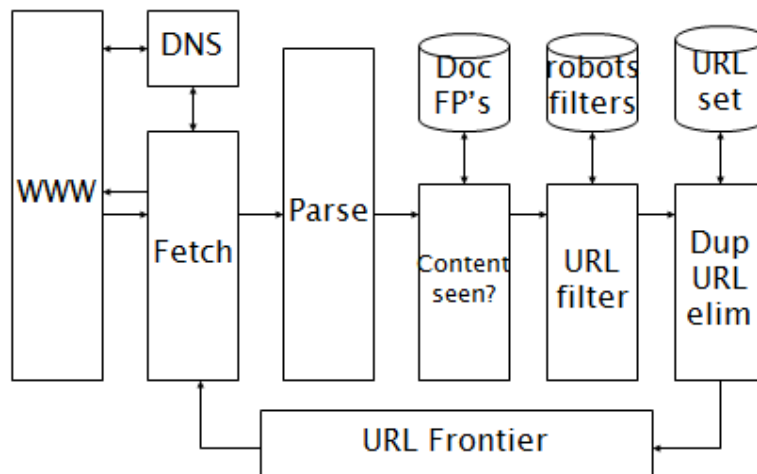 DNS
Doc
FP's
robots
filters
URL
set
WWW
Fetch
Parse
Content
seen?
URL
filter
Dup
URL
elim
URL Frontier